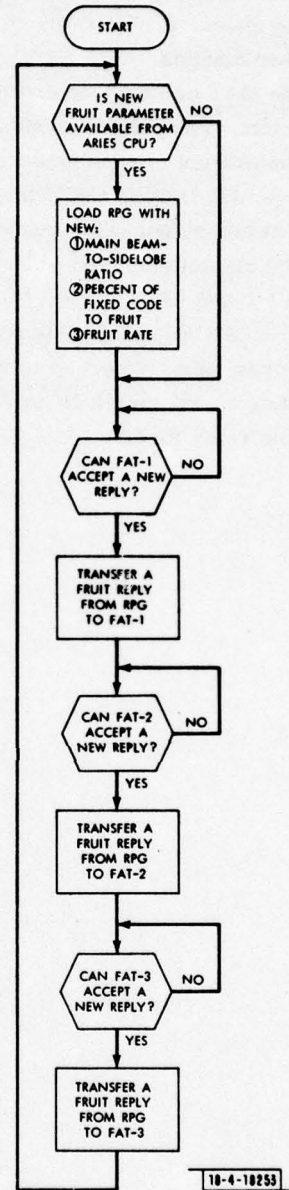 START
IS NEW
FRUIT PARAMETER
AVAILABLE FROM
ARIES CPU?
NO
YES
LOAD RPG WITH
NEW:
①MAIN BEAM-
TO-SIDELOBE
RATIO
②PERCENT OF
FIXED CODE
TO FRUIT
③FRUIT RATE
CAN FAT-1
ACCEPT A NEW
REPLY?
NO
YES
TRANSFER A
FRUIT REPLY
FROM RPG
TO FAT-1
CAN FAT-2
ACCEPT A
NEW REPLY?
NO
YES
TRANSFER A
FRUIT REPLY
FROM RPG
TO FAT-2
CAN FAT-3
ACCEPT A
NEW REPLY?
NO
YES
TRANSFER A
FRUIT REPLY
FROM RPG
TO FAT-3
18-4-18253